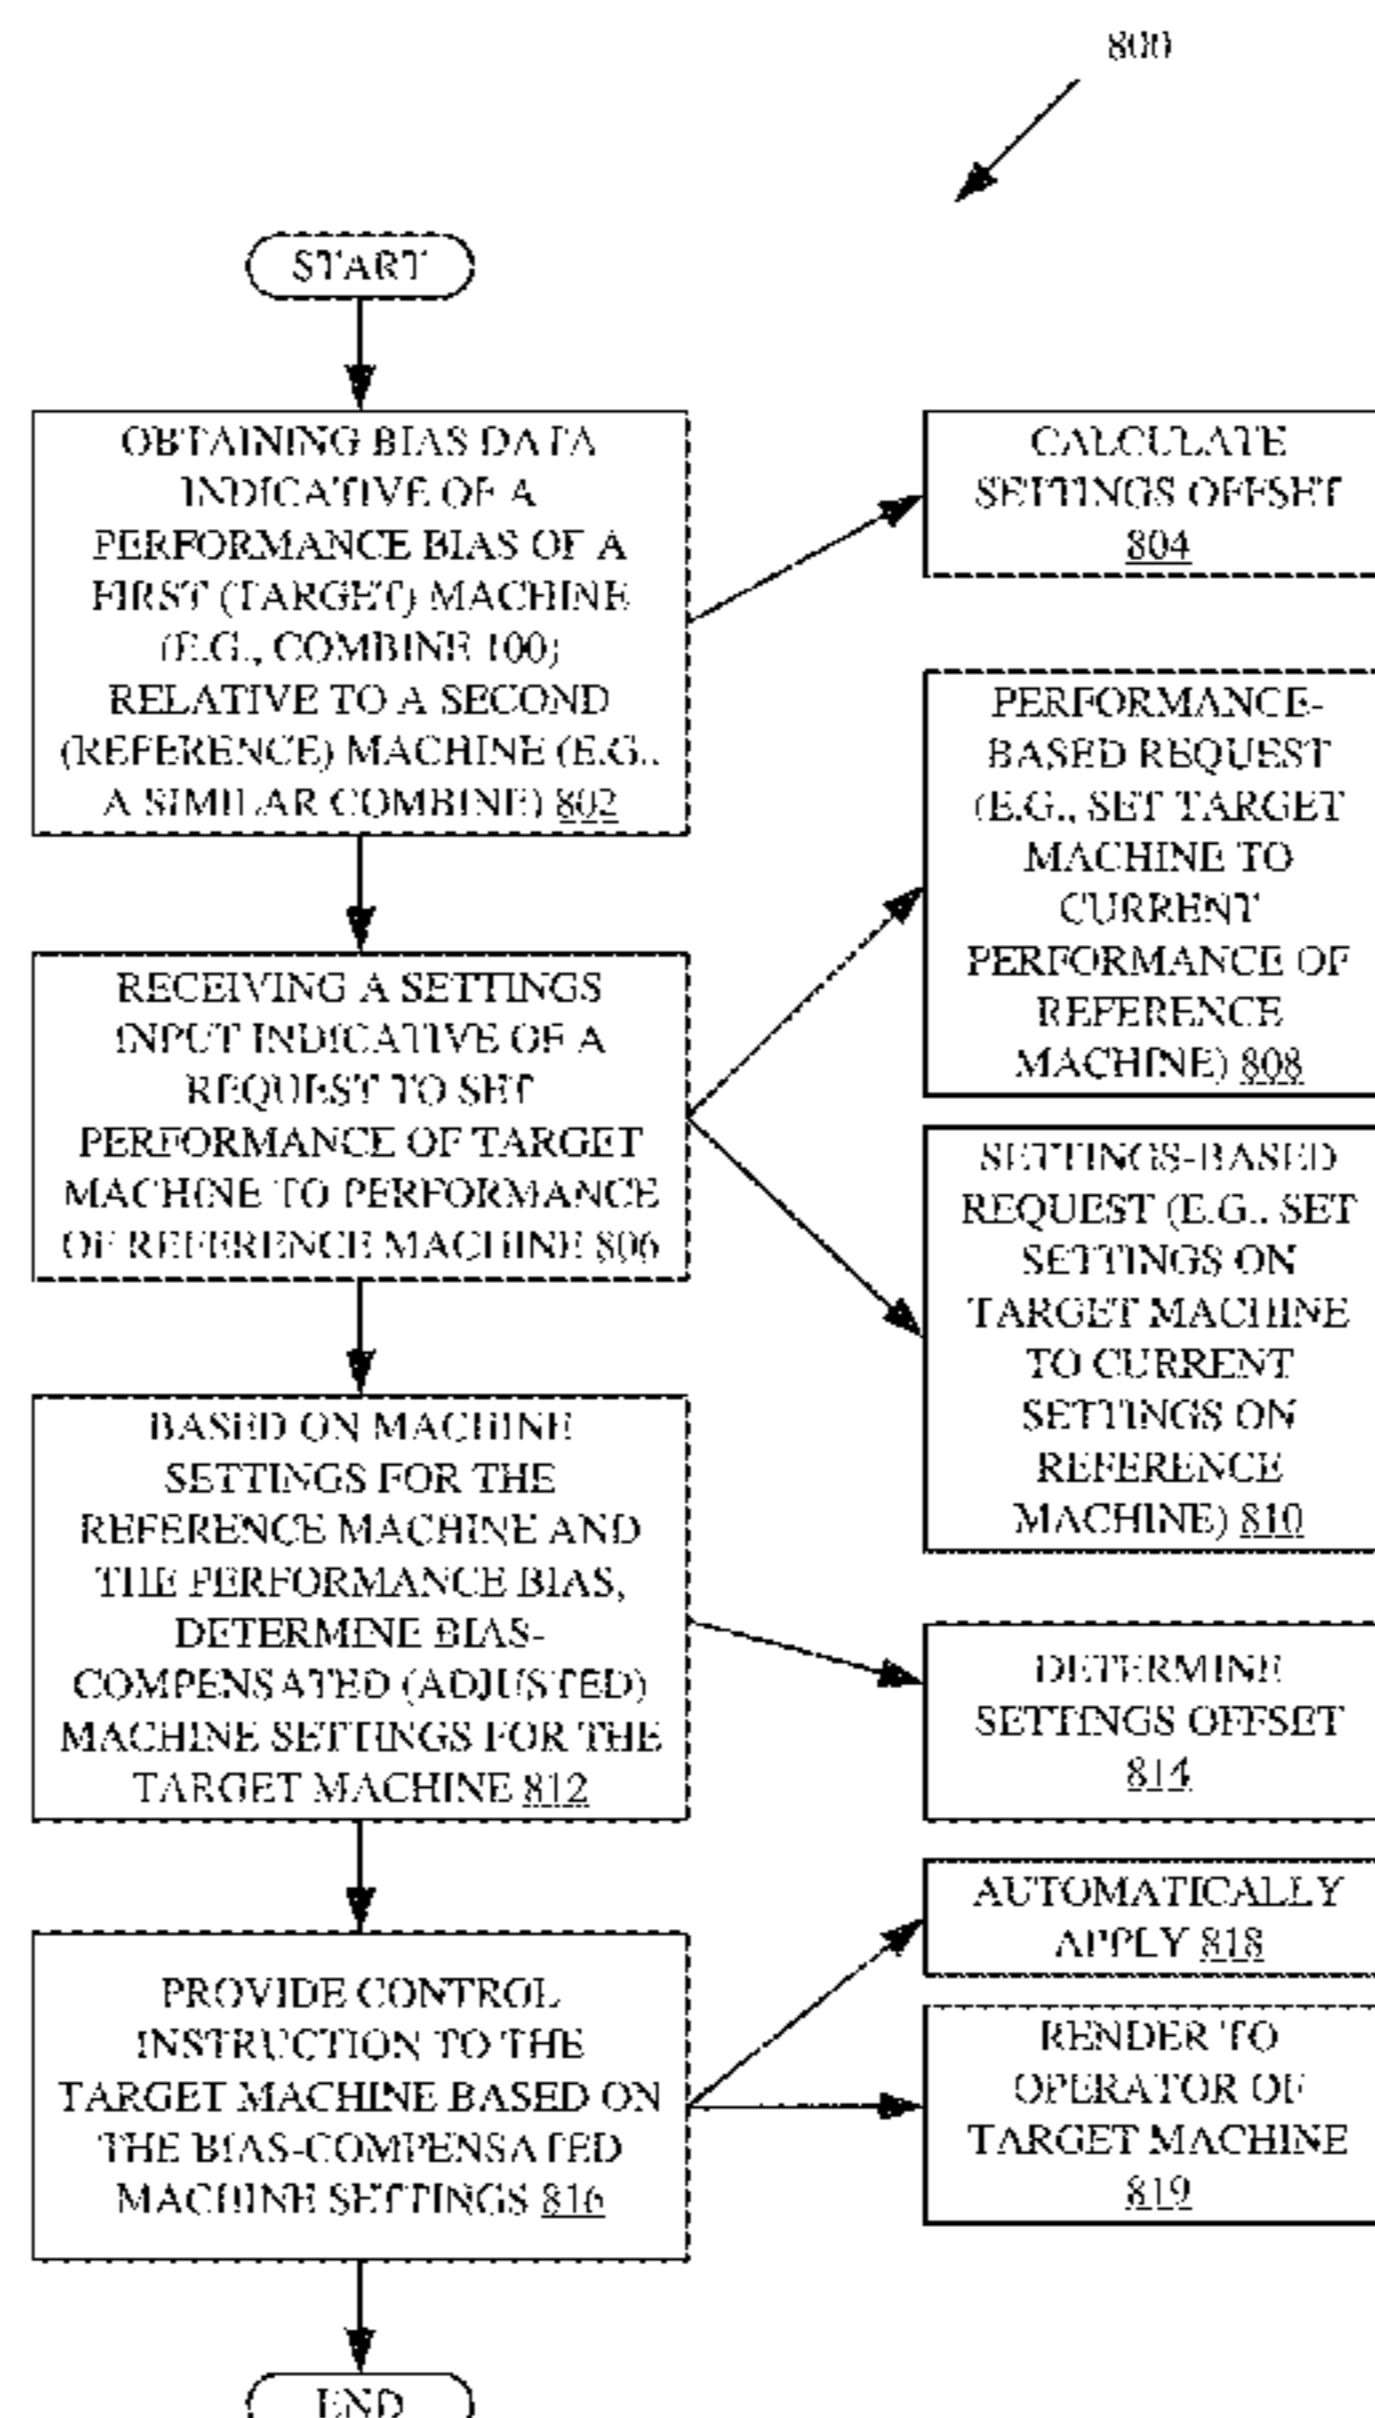 800
START
OBTAINING BIAS DATA
INDICATIVE OF A
PERFORMANCE BIAS OF A
FIRST (TARGET) MACHINE
(E.G., COMBINE 100)
RELATIVE TO A SECOND
(REFERENCE) MACHINE (E.G.,
A SIMILAR COMBINE) 802
CALCULATE
SETTINGS OFFSET
804
RECEIVING A SETTINGS
INPUT INDICATIVE OF A
REQUEST TO SET
PERFORMANCE OF TARGET
MACHINE TO PERFORMANCE
OF REFERENCE MACHINE 806
PERFORMANCE-
BASED REQUEST
(E.G., SET TARGET
MACHINE TO
CURRENT
PERFORMANCE OF
REFERENCE
MACHINE) 808
SETTINGS-BASED
REQUEST (E.G., SET
SETTINGS ON
TARGET MACHINE
TO CURRENT
SETTINGS ON
REFERENCE
MACHINE) 810
BASED ON MACHINE
SETTINGS FOR THE
REFERENCE MACHINE AND
THE PERFORMANCE BIAS,
DETERMINE BIAS-
COMPENSATED (ADJUSTED)
MACHINE SETTINGS FOR THE
TARGET MACHINE 812
DETERMINE
SETTINGS OFFSET
814
PROVIDE CONTROL
INSTRUCTION TO THE
TARGET MACHINE BASED ON
THE BIAS-COMPENSATED
MACHINE SETTINGS 816
AUTOMATICALLY
APPLY 818
RENDER TO
OPERATOR OF
TARGET MACHINE
819
END